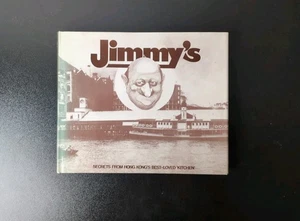 Jimmy's
SECRETS FROM HONG KONG'S BEST-LOVED KITCHEN